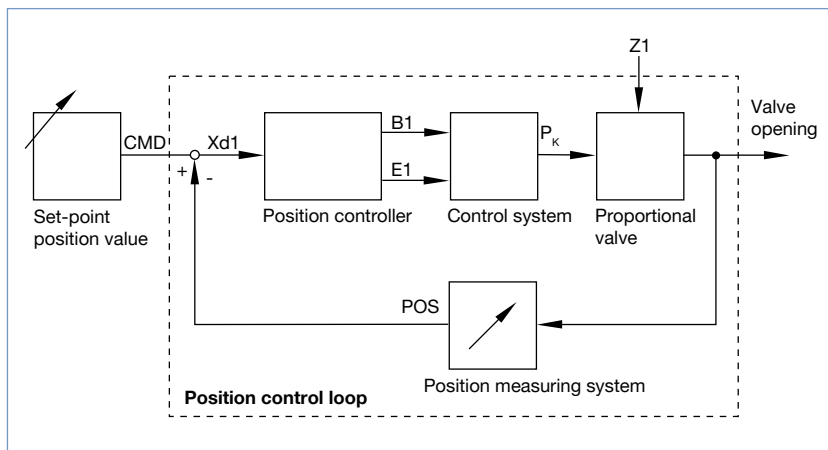 Z1
Valve
opening
CMD
Xd1
B1
E1
PK
+
-
Set-point
position value
Position controller
Control system
Proportional
valve
POS
Position measuring system
Position control loop